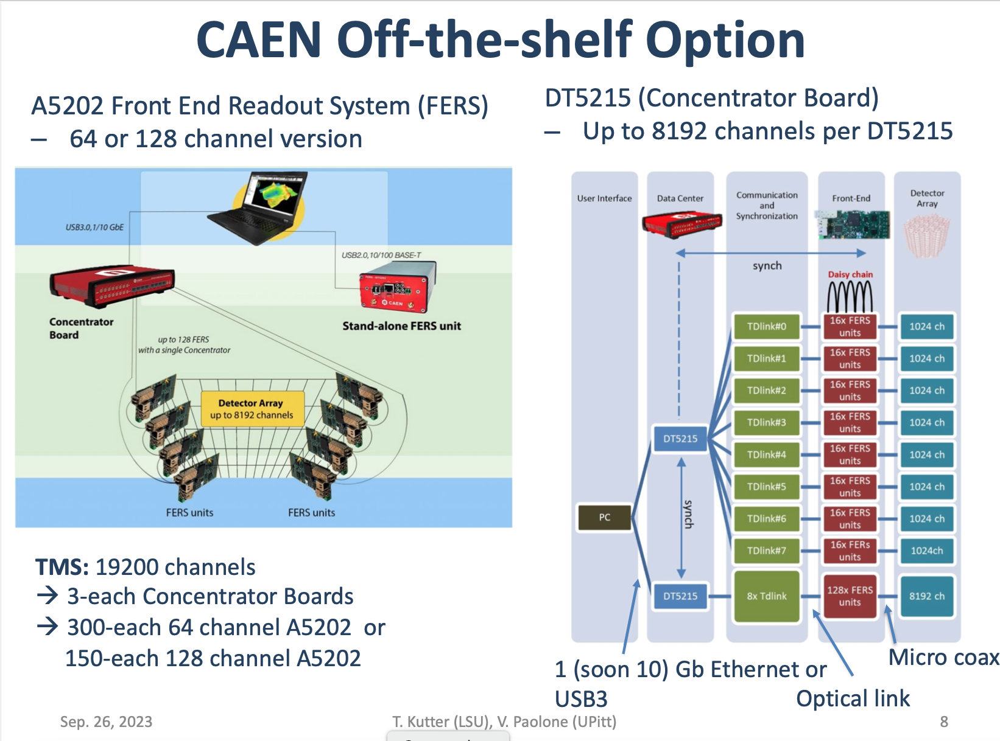 CAEN Off-the-shelf Option
A5202 Front End Readout System (FERS)
– 64 or 128 channel version
DT5215 (Concentrator Board)
– Up to 8192 channels per DT5215
USB3.0,1/10 GbE
USB2.0,10/100 BASE-T
FERS - DT5202
CAEN
Concentrator
Board
Stand-alone FERS unit
up to 128 FERS
with a single Concentrator
Detector Array
up to 8192 channels
FERS units
FERS units
TMS: 19200 channels
→ 3-each Concentrator Boards
→ 300-each 64 channel A5202 or
150-each 128 channel A5202
User Interface
Data Center
Communication
and
Synchronization
Front-End
Detector
Array
synch
Daisy chain
TDlink#0
16x FERS
units
1024 ch
TDlink#1
16x FERS
units
1024 ch
TDlink#2
16x FERS
units
1024 ch
TDlink#3
16x FERS
units
1024 ch
DT5215
TDlink#4
16x FERS
units
1024 ch
TDlink#5
16x FERS
units
1024 ch
synch
PC
TDlink#6
16x FERS
units
1024 ch
TDlink#7
16x FERs
units
1024ch
DT5215
8x Tdlink
128x FERS
units
8192 ch
1 (soon 10) Gb Ethernet or
USB3
Optical link
Micro coax
Sep. 26, 2023
T. Kutter (LSU), V. Paolone (UPitt)
8